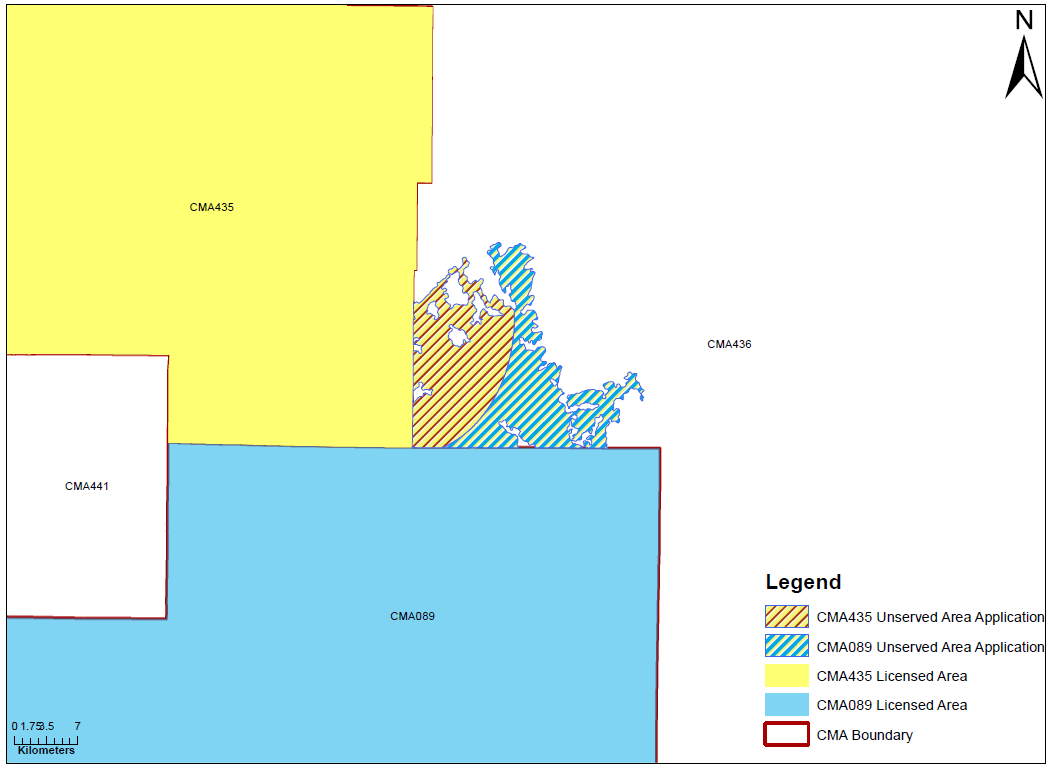 N
CMA435
CMA436
CMA441
CMA089
Legend
CMA435 Unserved Area Application
CMA089 Unserved Area Application
CMA435 Licensed Area
CMA089 Licensed Area
CMA Boundary
0 1.75 3.5 7
Kilometers